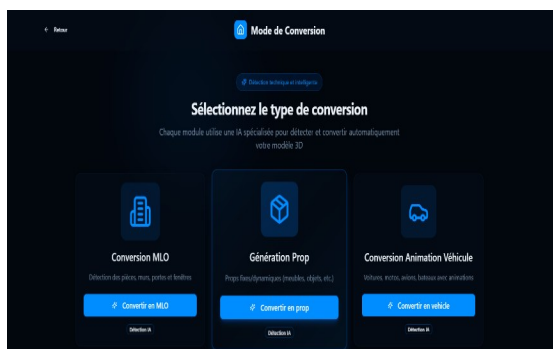 ← Retour
Mode de Conversion
Détection technique et intelligente
Sélectionnez le type de conversion
Chaque module utilise une IA spécialisée pour détecter et convertir automatiquement
votre modèle 3D
Conversion MLO
Détection des pièces, murs, portes et fenêtres
Convertir en MLO
Détection IA
Génération Prop
Props fixes/dynamiques (meubles, objets, etc.)
Convertir en prop
Détection IA
Conversion Animation Véhicule
Voitures, motos, avions, bateaux avec animations
Convertir en vehicle
Détection IA